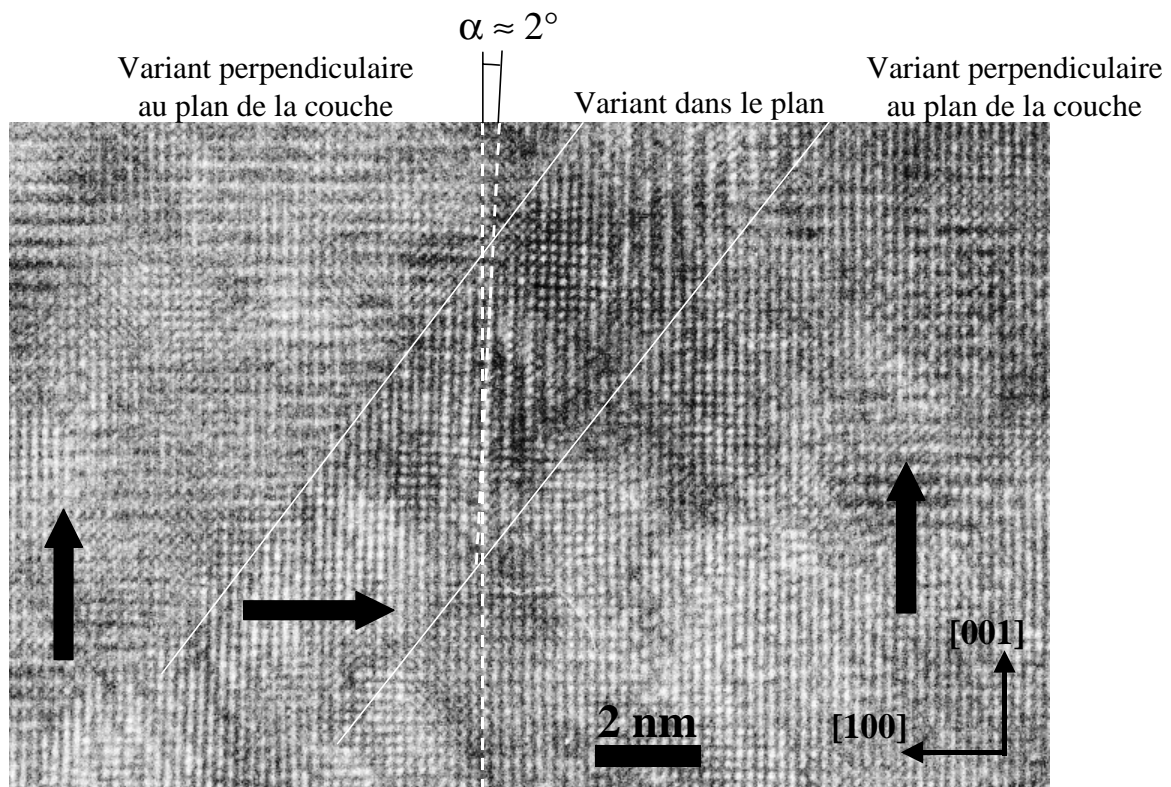 α ≈ 2°
Variant perpendiculaire
au plan de la couche
Variant dans le plan
Variant perpendiculaire
au plan de la couche
[001]
[100]
2 nm